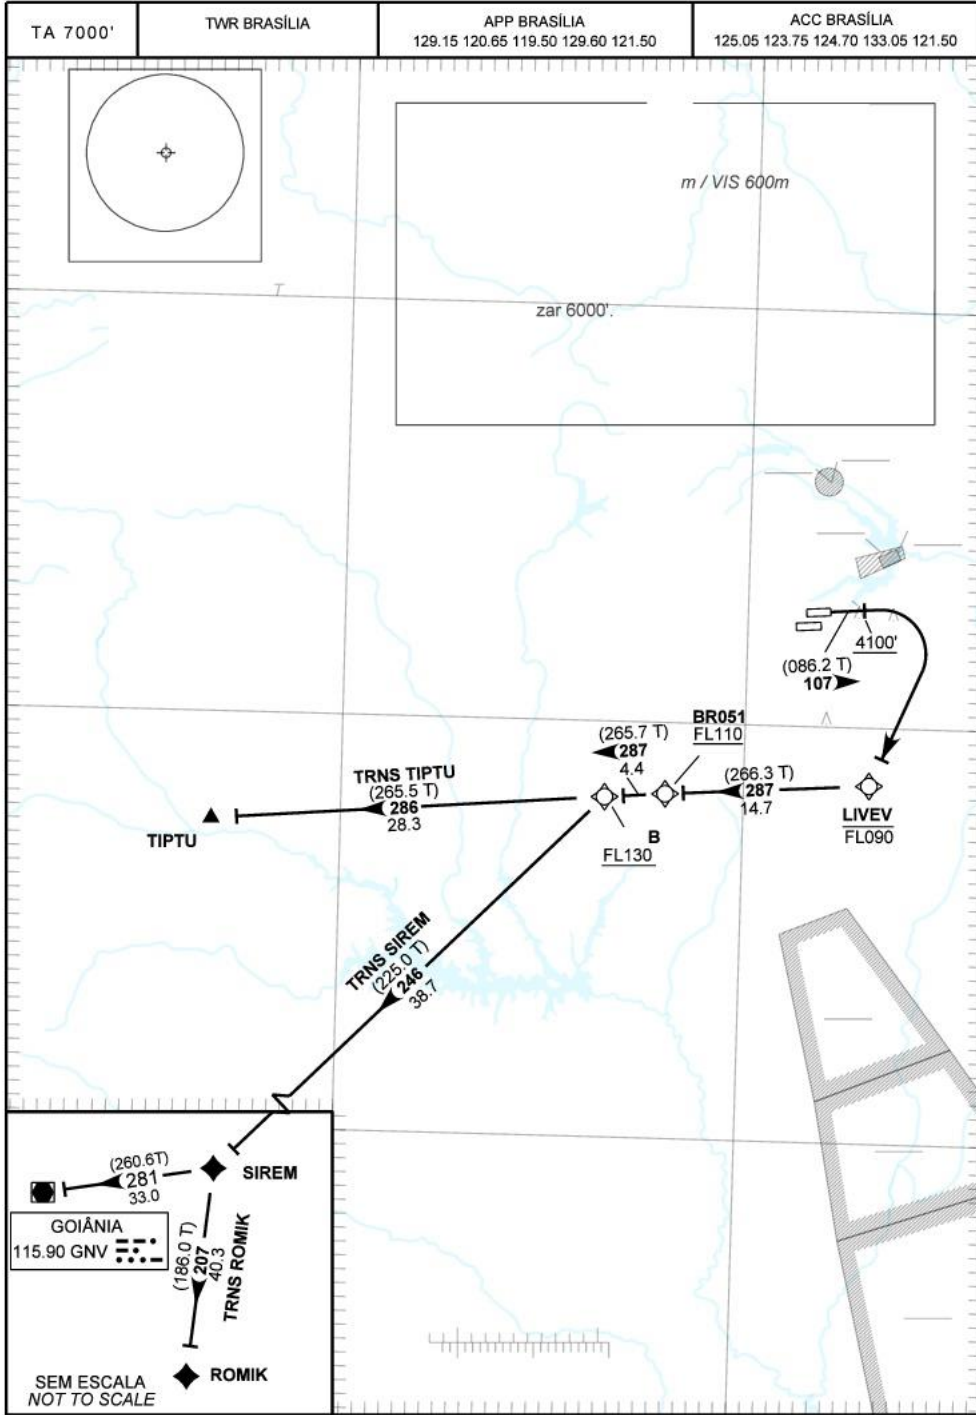 TA 7000'
TWR BRASÍLIA
APP BRASÍLIA
129.15 120.65 119.50 129.60 121.50
ACC BRASÍLIA
125.05 123.75 124.70 133.05 121.50
m / VIS 600m
T
zar 6000'.
4100'
(086.2 T)
107
BR051
FL110
(265.7 T)
287
4.4
(266.3 T)
287
14.7
LIVEV
FL090
TRNS TIPTU
(265.5 T)
286
28.3
TIPTU
B
FL130
TRNS SIREM
(225.0 T)
246
38.7
(260.6T)
281
33.0
SIREM
GOIÂNIA
115.90 GNV
(186.0 T)
207
40.3
TRNS ROMIK
ROMIK
SEM ESCALA
NOT TO SCALE